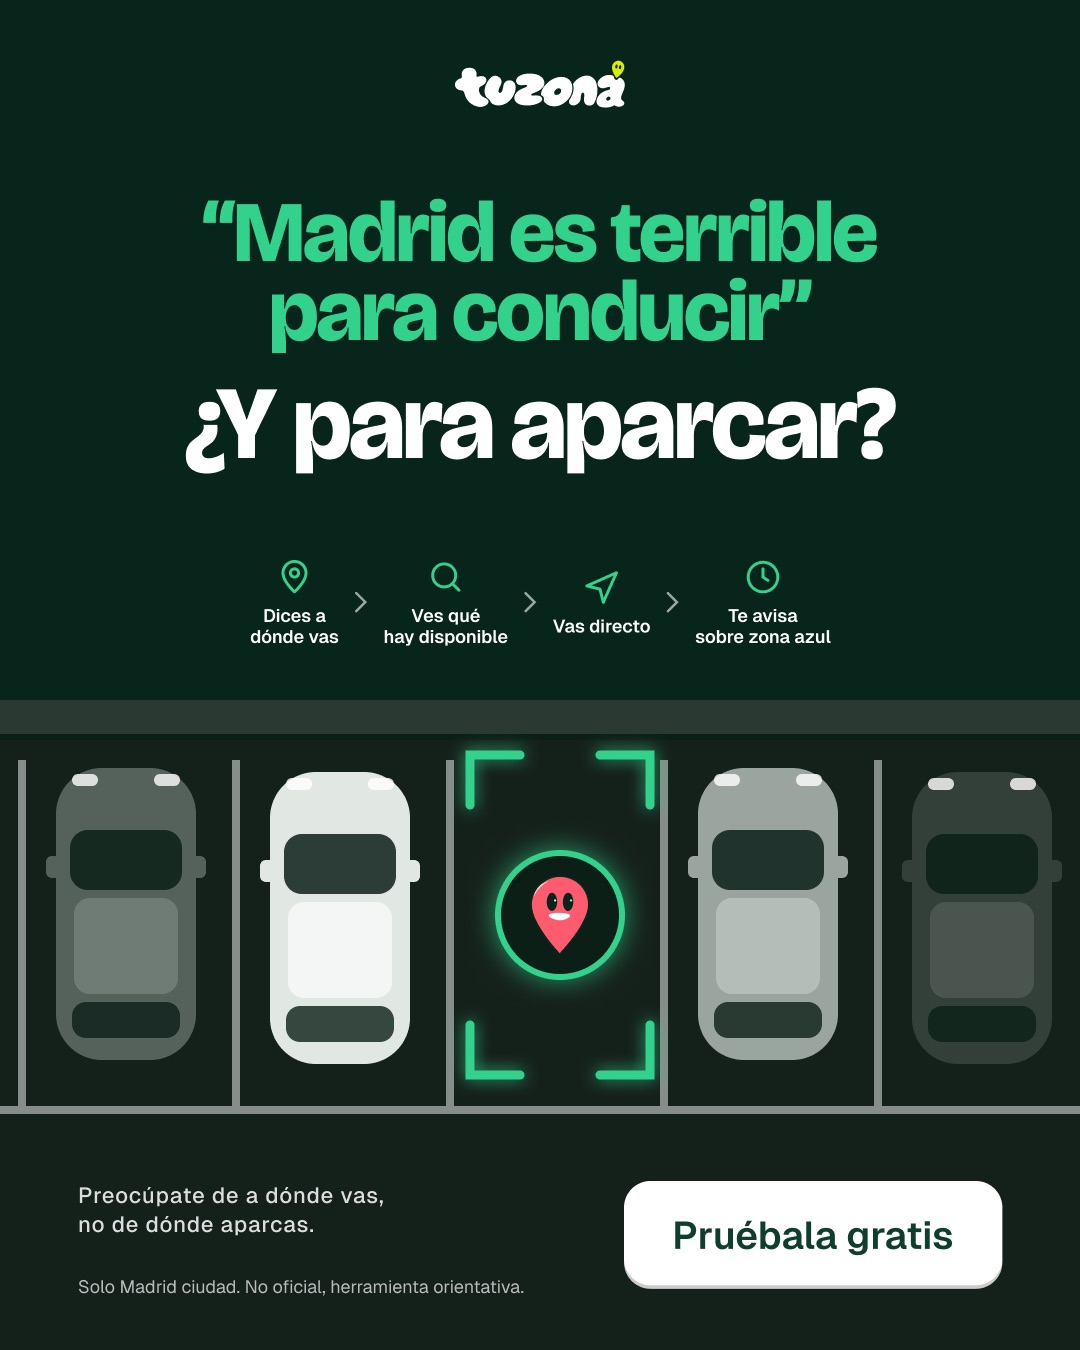 tuzona
“Madrid es terrible
para conducir”
¿Y para aparcar?
Dices a
dónde vas
Ves qué
hay disponible
Vas directo
Te avisa
sobre zona azul
Preocúpate de a dónde vas,
no de dónde aparcas.
Solo Madrid ciudad. No oficial, herramienta orientativa.
Pruébala gratis